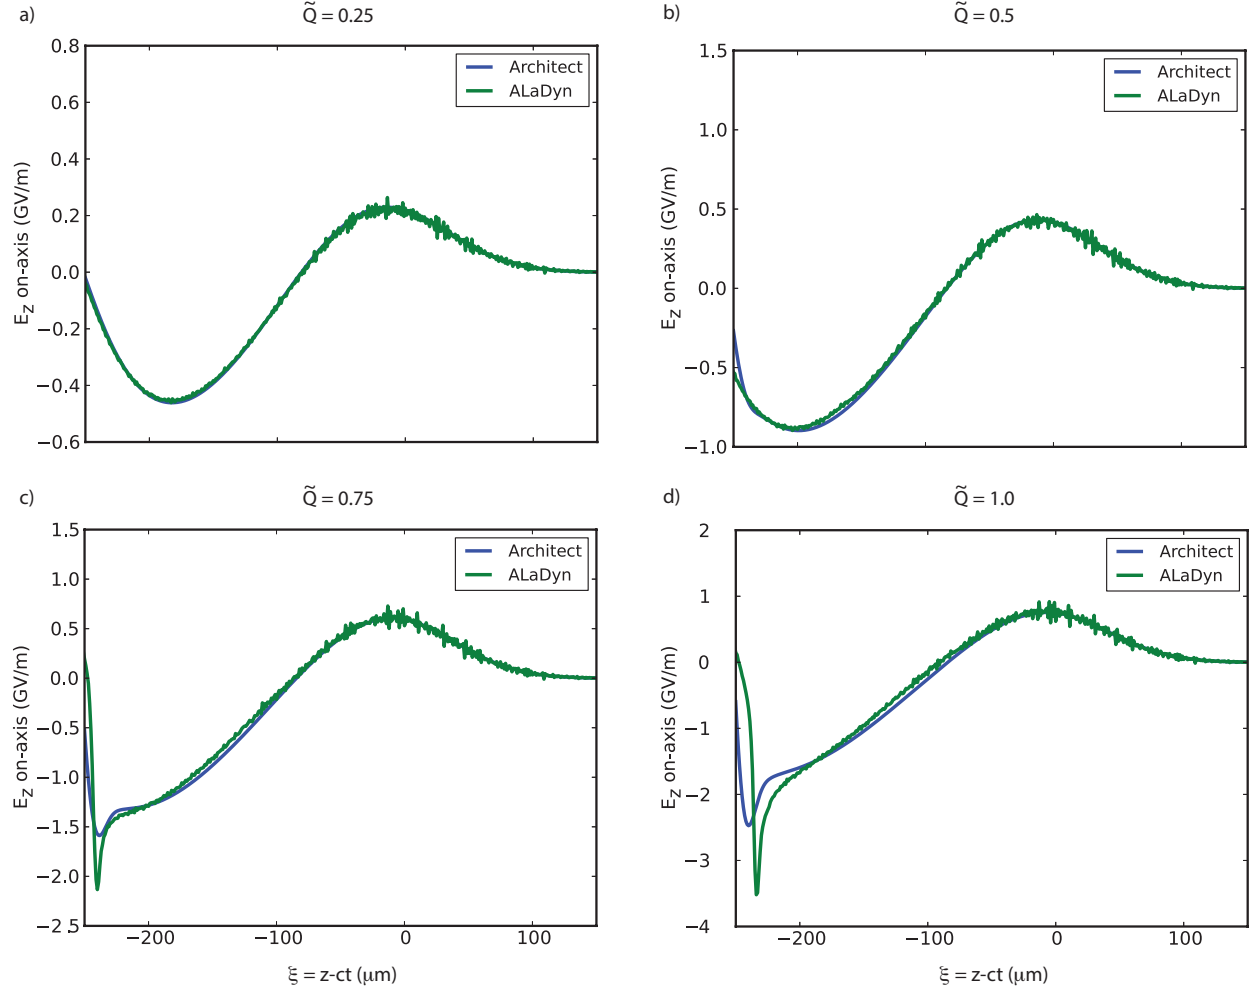 a)
Q̃ = 0.25
0.8
0.6
0.4
0.2
0.0
−0.2
−0.4
−0.6
E_z on-axis (GV/m)
Architect
ALaDyn
b)
Q̃ = 0.5
1.5
1.0
0.5
0.0
−0.5
−1.0
E_z on-axis (GV/m)
Architect
ALaDyn
c)
Q̃ = 0.75
1.5
1.0
0.5
0.0
−0.5
−1.0
−1.5
−2.0
−2.5
E_z on-axis (GV/m)
Architect
ALaDyn
−200 −100 0 100
ξ = z-ct (μm)
d)
Q̃ = 1.0
2
1
0
−1
−2
−3
−4
E_z on-axis (GV/m)
Architect
ALaDyn
−200 −100 0 100
ξ = z-ct (μm)